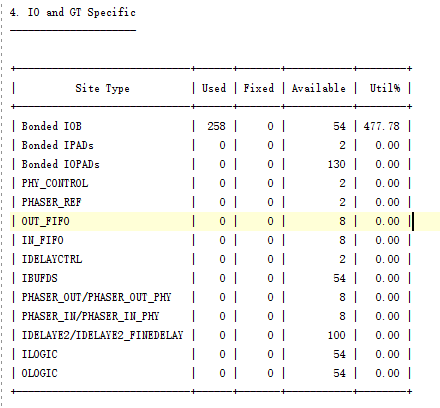 4. IO and GT Specific
---------------------
+-----------------------------+------+-------+-----------+--------+
|          Site Type          | Used | Fixed | Available |  Util% |
+-----------------------------+------+-------+-----------+--------+
| Bonded IOB                  |  258 |     0 |        54 | 477.78 |
| Bonded IPADs                |    0 |     0 |         2 |   0.00 |
| Bonded IOPADs               |    0 |     0 |       130 |   0.00 |
| PHY_CONTROL                 |    0 |     0 |         2 |   0.00 |
| PHASER_REF                  |    0 |     0 |         2 |   0.00 |
| OUT_FIFO                    |    0 |     0 |         8 |   0.00 |
| IN_FIFO                     |    0 |     0 |         8 |   0.00 |
| IDELAYCTRL                  |    0 |     0 |         2 |   0.00 |
| IBUFDS                      |    0 |     0 |        54 |   0.00 |
| PHASER_OUT/PHASER_OUT_PHY   |    0 |     0 |         8 |   0.00 |
| PHASER_IN/PHASER_IN_PHY     |    0 |     0 |         8 |   0.00 |
| IDELAYE2/IDELAYE2_FINEDELAY |    0 |     0 |       100 |   0.00 |
| ILOGIC                      |    0 |     0 |        54 |   0.00 |
| OLOGIC                      |    0 |     0 |        54 |   0.00 |
+-----------------------------+------+-------+-----------+--------+